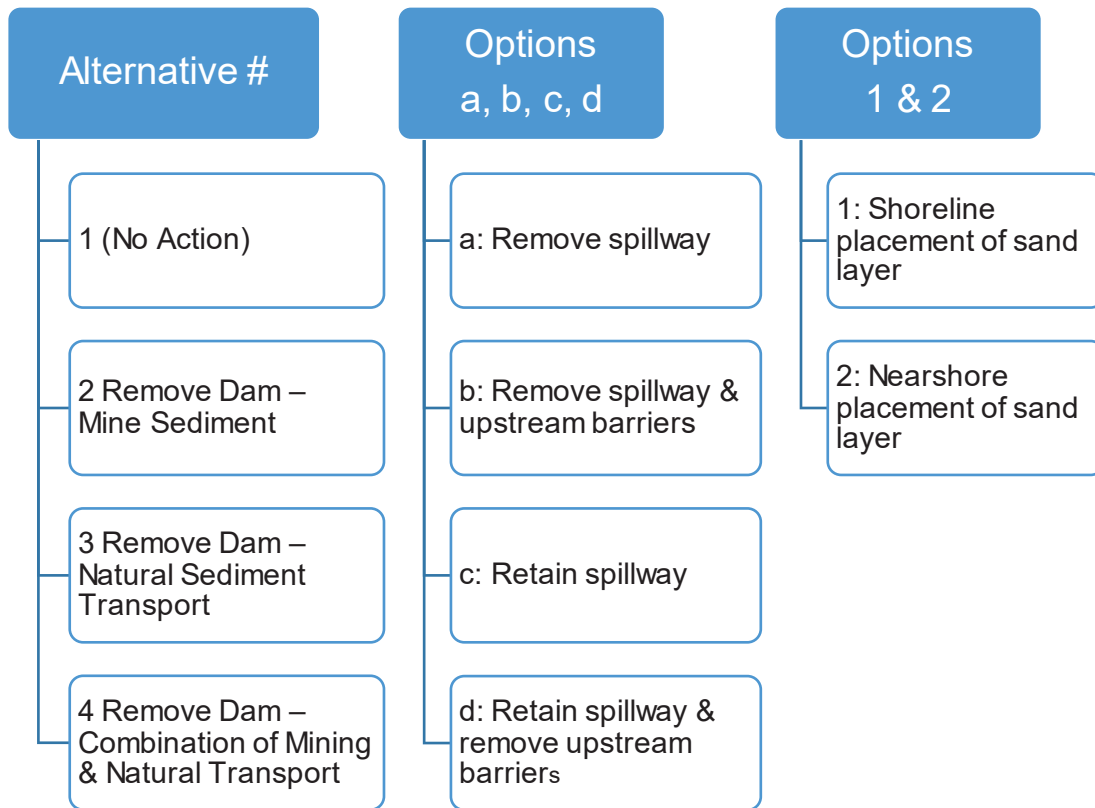 Alternative #
1 (No Action)
2 Remove Dam –
Mine Sediment
3 Remove Dam –
Natural Sediment
Transport
4 Remove Dam –
Combination of Mining
& Natural Transport
Options
a, b, c, d
a: Remove spillway
b: Remove spillway &
upstream barriers
c: Retain spillway
d: Retain spillway &
remove upstream
barriers
Options
1 & 2
1: Shoreline
placement of sand
layer
2: Nearshore
placement of sand
layer